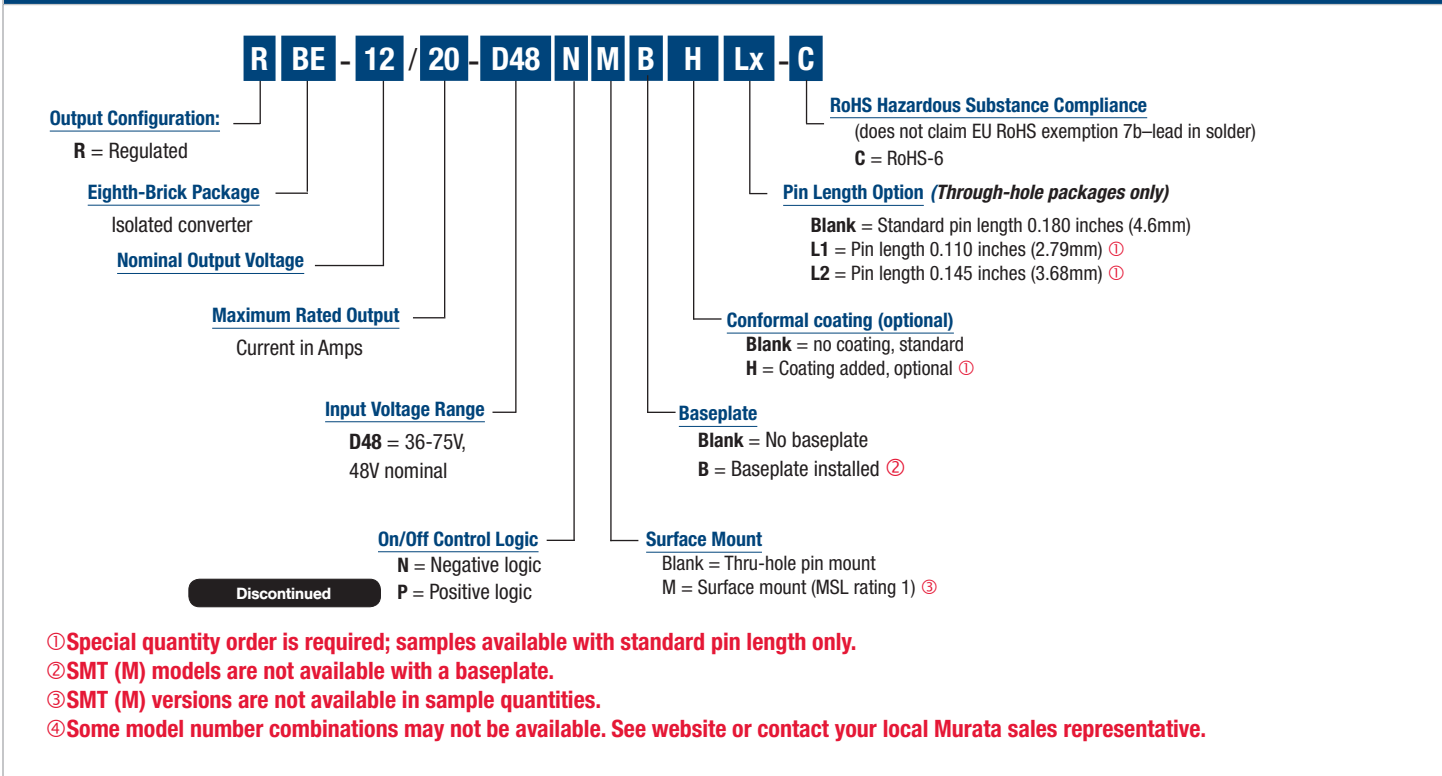 R BE - 12 / 20 - D48 N M B H Lx - C
Output Configuration:
R = Regulated
Eighth-Brick Package
Isolated converter
Nominal Output Voltage
Maximum Rated Output
Current in Amps
Input Voltage Range
D48 = 36-75V,
48V nominal
On/Off Control Logic
N = Negative logic
Discontinued
P = Positive logic
RoHS Hazardous Substance Compliance
(does not claim EU RoHS exemption 7b–lead in solder)
C = RoHS-6
Pin Length Option (Through-hole packages only)
Blank = Standard pin length 0.180 inches (4.6mm)
L1 = Pin length 0.110 inches (2.79mm) ①
L2 = Pin length 0.145 inches (3.68mm) ①
Conformal coating (optional)
Blank = no coating, standard
H = Coating added, optional ①
Baseplate
Blank = No baseplate
B = Baseplate installed ②
Surface Mount
Blank = Thru-hole pin mount
M = Surface mount (MSL rating 1) ③
①Special quantity order is required; samples available with standard pin length only.
②SMT (M) models are not available with a baseplate.
③SMT (M) versions are not available in sample quantities.
④Some model number combinations may not be available. See website or contact your local Murata sales representative.